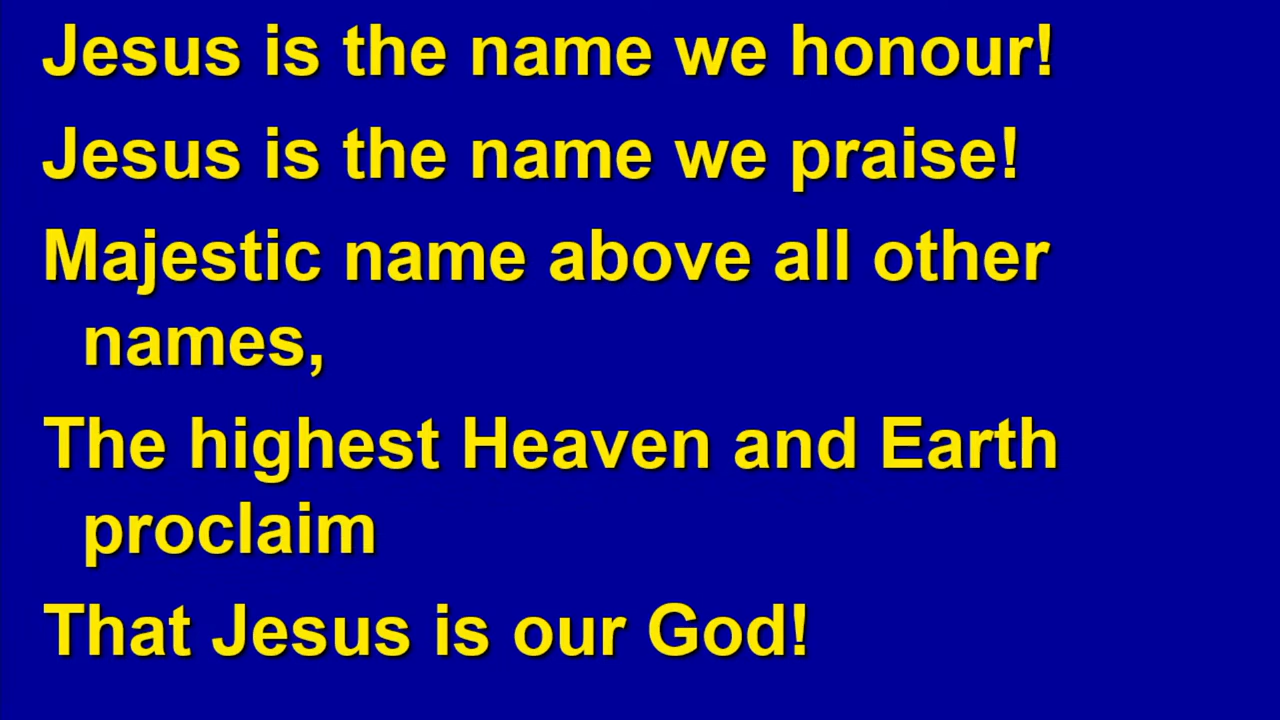 Jesus is the name we honour!
Jesus is the name we praise!
Majestic name above all other
names,
The highest Heaven and Earth
proclaim
That Jesus is our God!